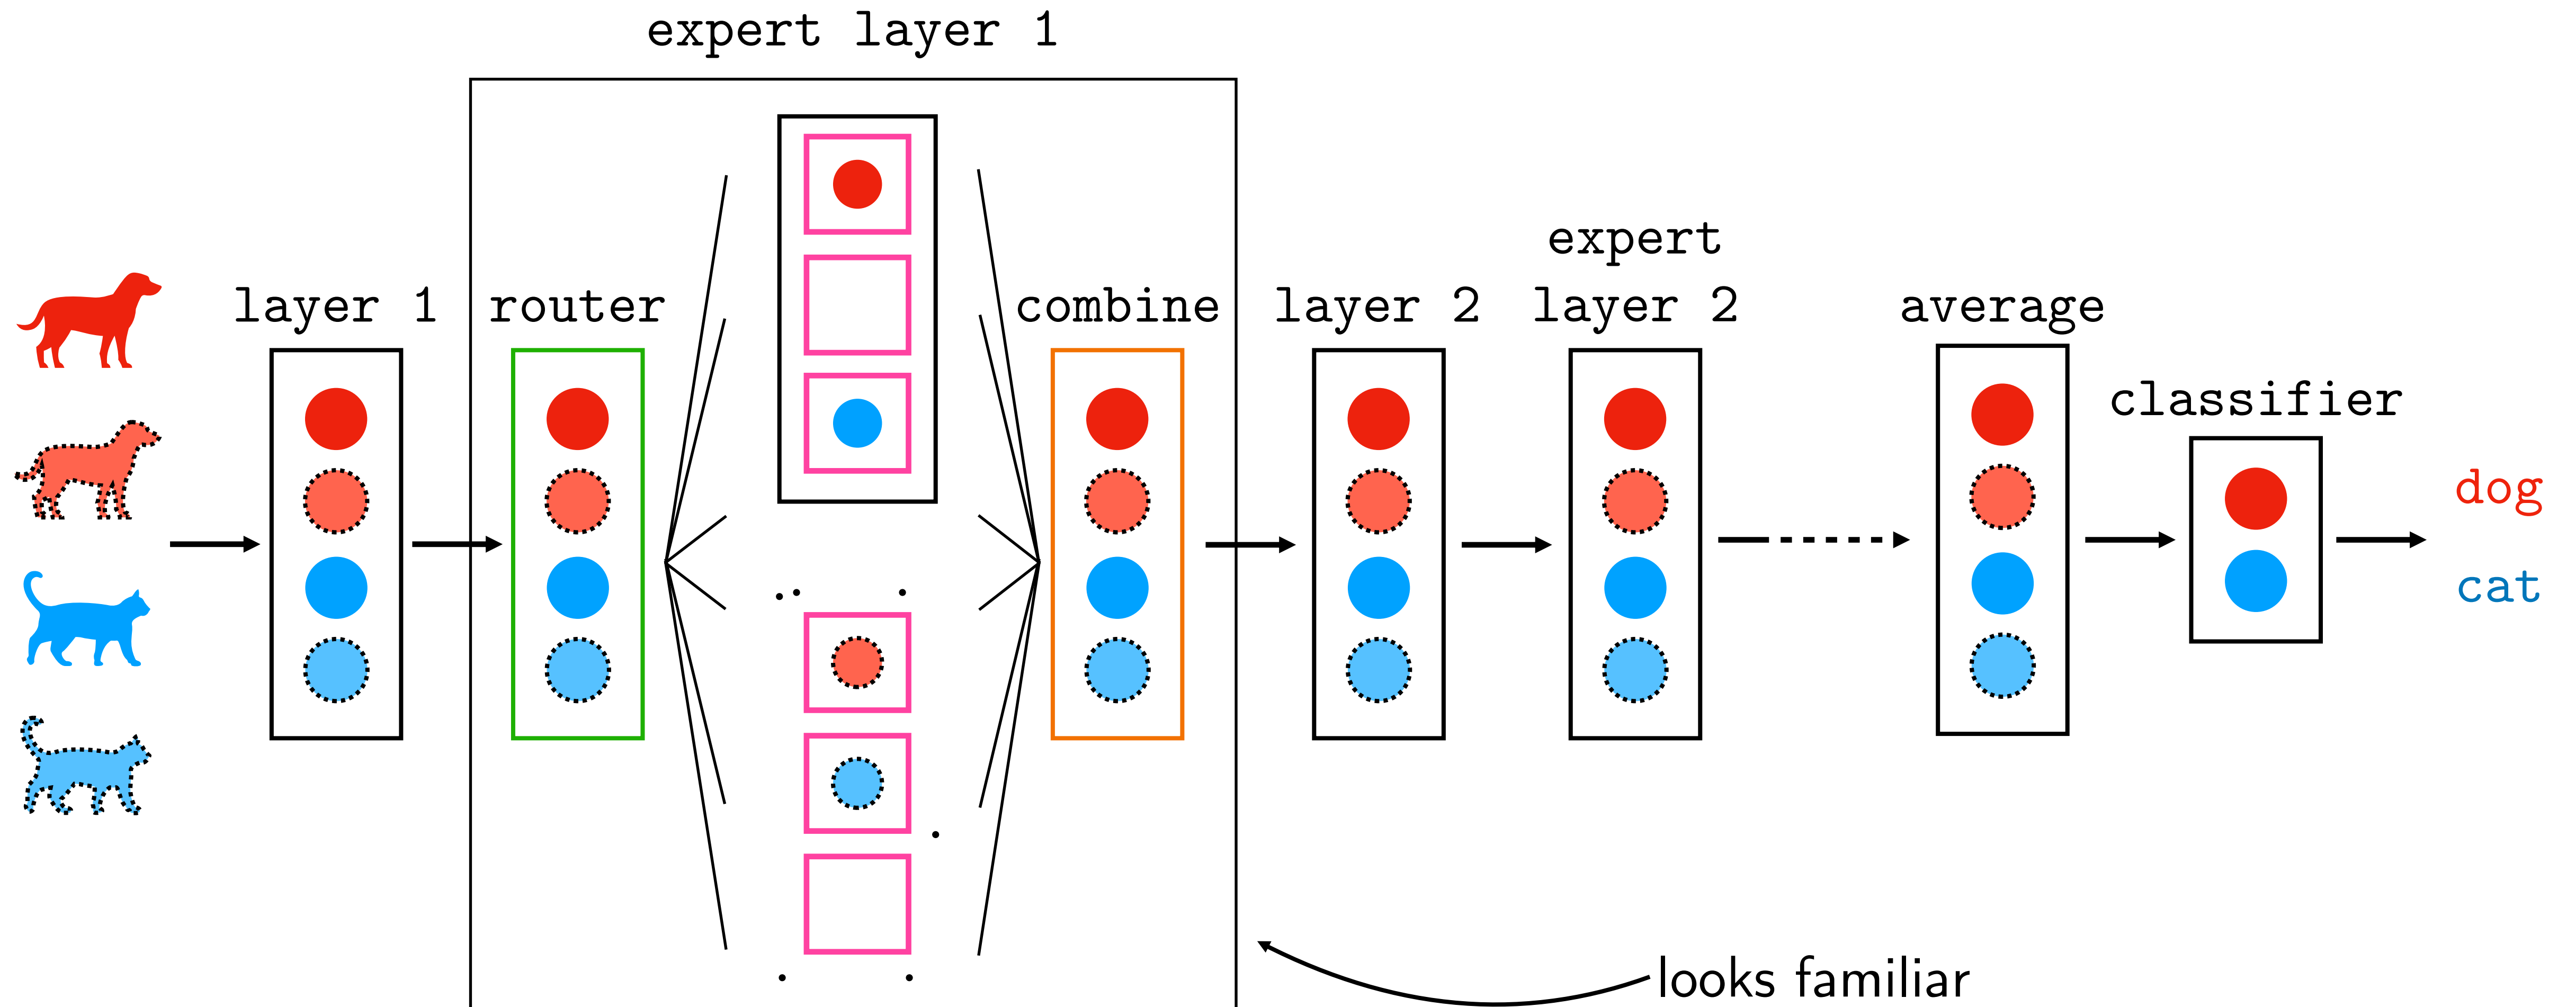 expert layer 1
layer 1
router
combine
layer 2
expert
layer 2
average
classifier
dog
cat
looks familiar